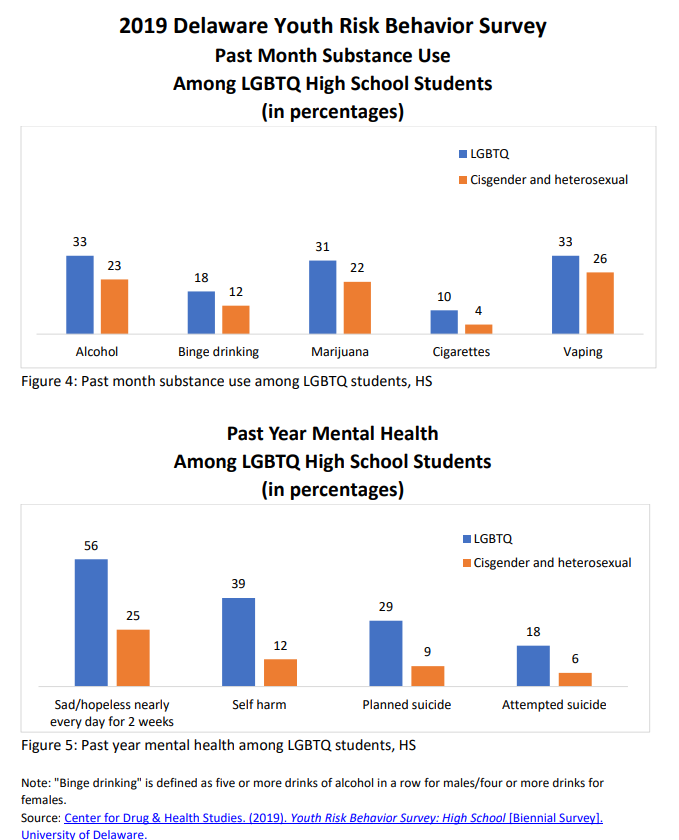 2019 Delaware Youth Risk Behavior Survey
Past Month Substance Use
Among LGBTQ High School Students
(in percentages)
LGBTQ
Cisgender and heterosexual
33
23
18
12
31
22
10
4
33
26
Alcohol
Binge drinking
Marijuana
Cigarettes
Vaping
Figure 4: Past month substance use among LGBTQ students, HS
Past Year Mental Health
Among LGBTQ High School Students
(in percentages)
LGBTQ
Cisgender and heterosexual
56
25
39
12
29
9
18
6
Sad/hopeless nearly
every day for 2 weeks
Self harm
Planned suicide
Attempted suicide
Figure 5: Past year mental health among LGBTQ students, HS
Note: "Binge drinking" is defined as five or more drinks of alcohol in a row for males/four or more drinks for
females.
Source: Center for Drug & Health Studies. (2019). Youth Risk Behavior Survey: High School [Biennial Survey].
University of Delaware.